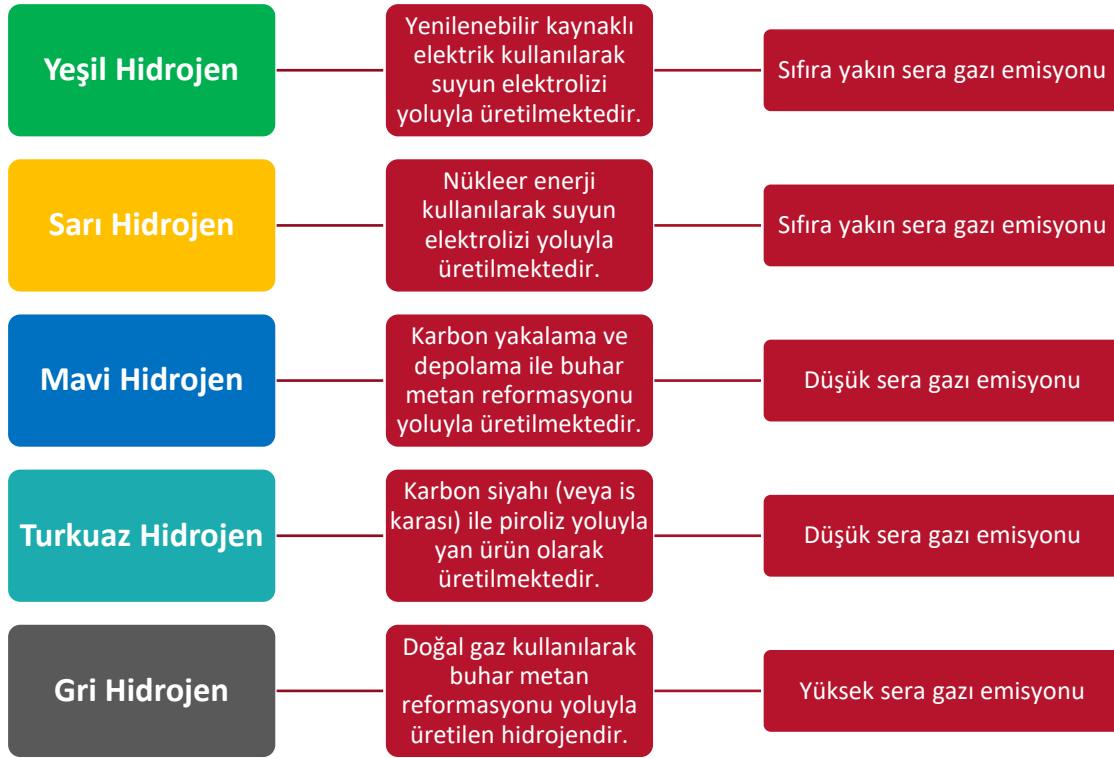 Yeşil Hidrojen
Yenilenebilir kaynaklı
elektrik kullanılarak
suyun elektrolizi
yoluyla üretilmektedir.
Sıfıra yakın sera gazı emisyonu
Sarı Hidrojen
Nükleer enerji
kullanılarak suyun
elektrolizi yoluyla
üretilmektedir.
Sıfıra yakın sera gazı emisyonu
Mavi Hidrojen
Karbon yakalama ve
depolama ile buhar
metan reformasyonu
yoluyla üretilmektedir.
Düşük sera gazı emisyonu
Turkuaz Hidrojen
Karbon siyahı (veya is
karası) ile piroliz yoluyla
yan ürün olarak
üretilmektedir.
Düşük sera gazı emisyonu
Gri Hidrojen
Doğal gaz kullanılarak
buhar metan
reformasyonu yoluyla
üretilen hidrojendir.
Yüksek sera gazı emisyonu